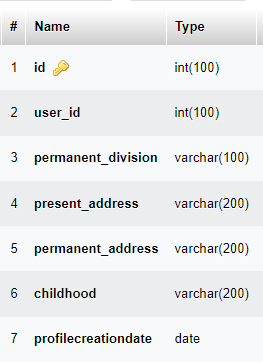 # Name Type
1 id int(100)
2 user_id int(100)
3 permanent_division varchar(100)
4 present_address varchar(200)
5 permanent_address varchar(200)
6 childhood varchar(200)
7 profilecreationdate date